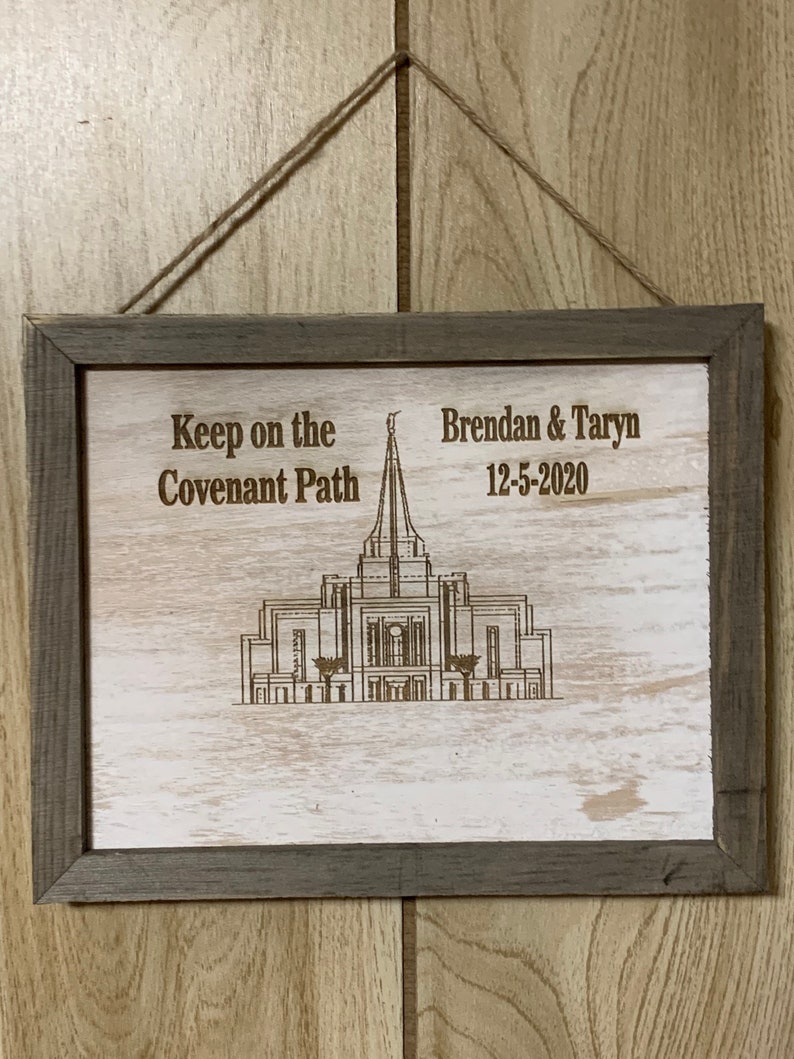 Keep on the
Covenant Path
Brendan & Taryn
12-5-2020